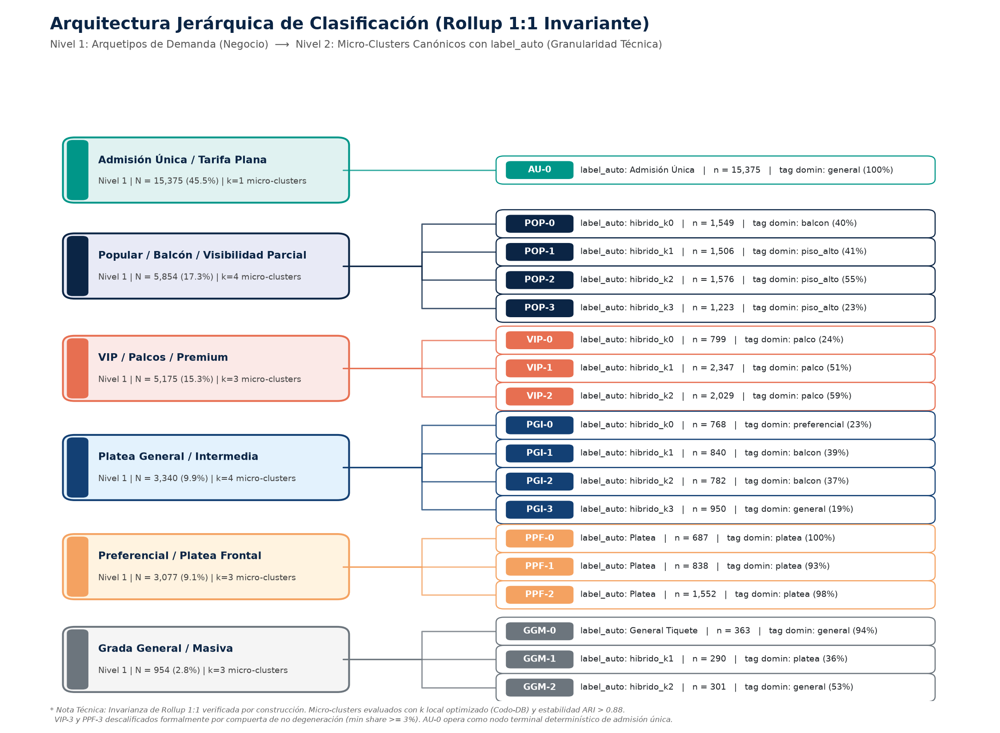 Arquitectura Jerárquica de Clasificación (Rollup 1:1 Invariante)
Nivel 1: Arquetipos de Demanda (Negocio) ⟶ Nivel 2: Micro-Clusters Canónicos con label_auto (Granularidad Técnica)
Admisión Única / Tarifa Plana
Nivel 1 | N = 15,375 (45.5%) | k=1 micro-clusters
AU-0 label_auto: Admisión Única | n = 15,375 | tag domin: general (100%)
Popular / Balcón / Visibilidad Parcial
Nivel 1 | N = 5,854 (17.3%) | k=4 micro-clusters
POP-0 label_auto: hibrido_k0 | n = 1,549 | tag domin: balcon (40%)
POP-1 label_auto: hibrido_k1 | n = 1,506 | tag domin: piso_alto (41%)
POP-2 label_auto: hibrido_k2 | n = 1,576 | tag domin: piso_alto (55%)
POP-3 label_auto: hibrido_k3 | n = 1,223 | tag domin: piso_alto (23%)
VIP / Palcos / Premium
Nivel 1 | N = 5,175 (15.3%) | k=3 micro-clusters
VIP-0 label_auto: hibrido_k0 | n = 799 | tag domin: palco (24%)
VIP-1 label_auto: hibrido_k1 | n = 2,347 | tag domin: palco (51%)
VIP-2 label_auto: hibrido_k2 | n = 2,029 | tag domin: palco (59%)
Platea General / Intermedia
Nivel 1 | N = 3,340 (9.9%) | k=4 micro-clusters
PGI-0 label_auto: hibrido_k0 | n = 768 | tag domin: preferencial (23%)
PGI-1 label_auto: hibrido_k1 | n = 840 | tag domin: balcon (39%)
PGI-2 label_auto: hibrido_k2 | n = 782 | tag domin: balcon (37%)
PGI-3 label_auto: hibrido_k3 | n = 950 | tag domin: general (19%)
Preferencial / Platea Frontal
Nivel 1 | N = 3,077 (9.1%) | k=3 micro-clusters
PPF-0 label_auto: Platea | n = 687 | tag domin: platea (100%)
PPF-1 label_auto: Platea | n = 838 | tag domin: platea (93%)
PPF-2 label_auto: Platea | n = 1,552 | tag domin: platea (98%)
Grada General / Masiva
Nivel 1 | N = 954 (2.8%) | k=3 micro-clusters
GGM-0 label_auto: General Tiquete | n = 363 | tag domin: general (94%)
GGM-1 label_auto: hibrido_k1 | n = 290 | tag domin: platea (36%)
GGM-2 label_auto: hibrido_k2 | n = 301 | tag domin: general (53%)
* Nota Técnica: Invarianza de Rollup 1:1 verificada por construcción. Micro-clusters evaluados con k local optimizado (Codo-DB) y estabilidad ARI > 0.88.
VIP-3 y PPF-3 descalificados formalmente por compuerta de no degeneración (min share >= 3%). AU-0 opera como nodo terminal determinístico de admisión única.